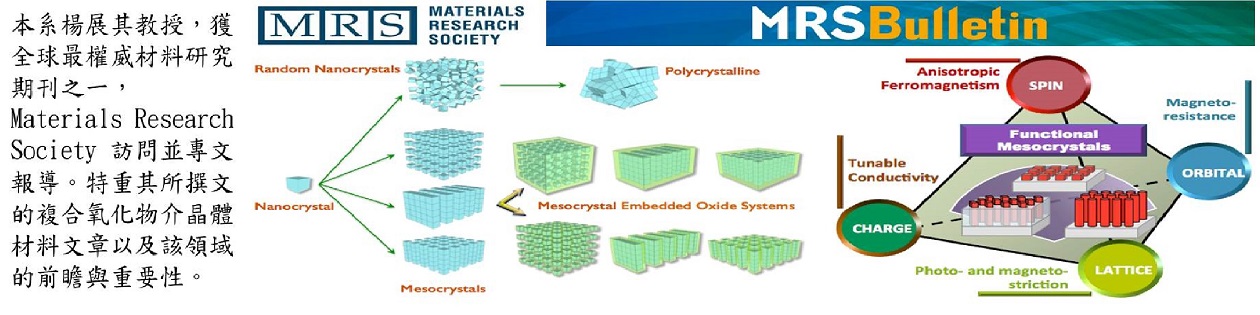 本系楊展其教授，獲
全球最權威材料研究
期刊之一，
Materials Research
Society 訪問並專文
報導。特重其所撰文
的複合氧化物介晶體
材料文章以及該領域
的前瞻與重要性。
MRS
MATERIALS
RESEARCH
SOCIETY
MRS Bulletin
Random Nanocrystals
Polycrystalline
Nanocrystal
Mesocrystal Embedded Oxide Systems
Mesocrystals
Anisotropic
Ferromagnetism
SPIN
Magneto-
resistance
Functional
Mesocrystals
Tunable
Conductivity
ORBITAL
CHARGE
LATTICE
Photo- and magneto-
striction